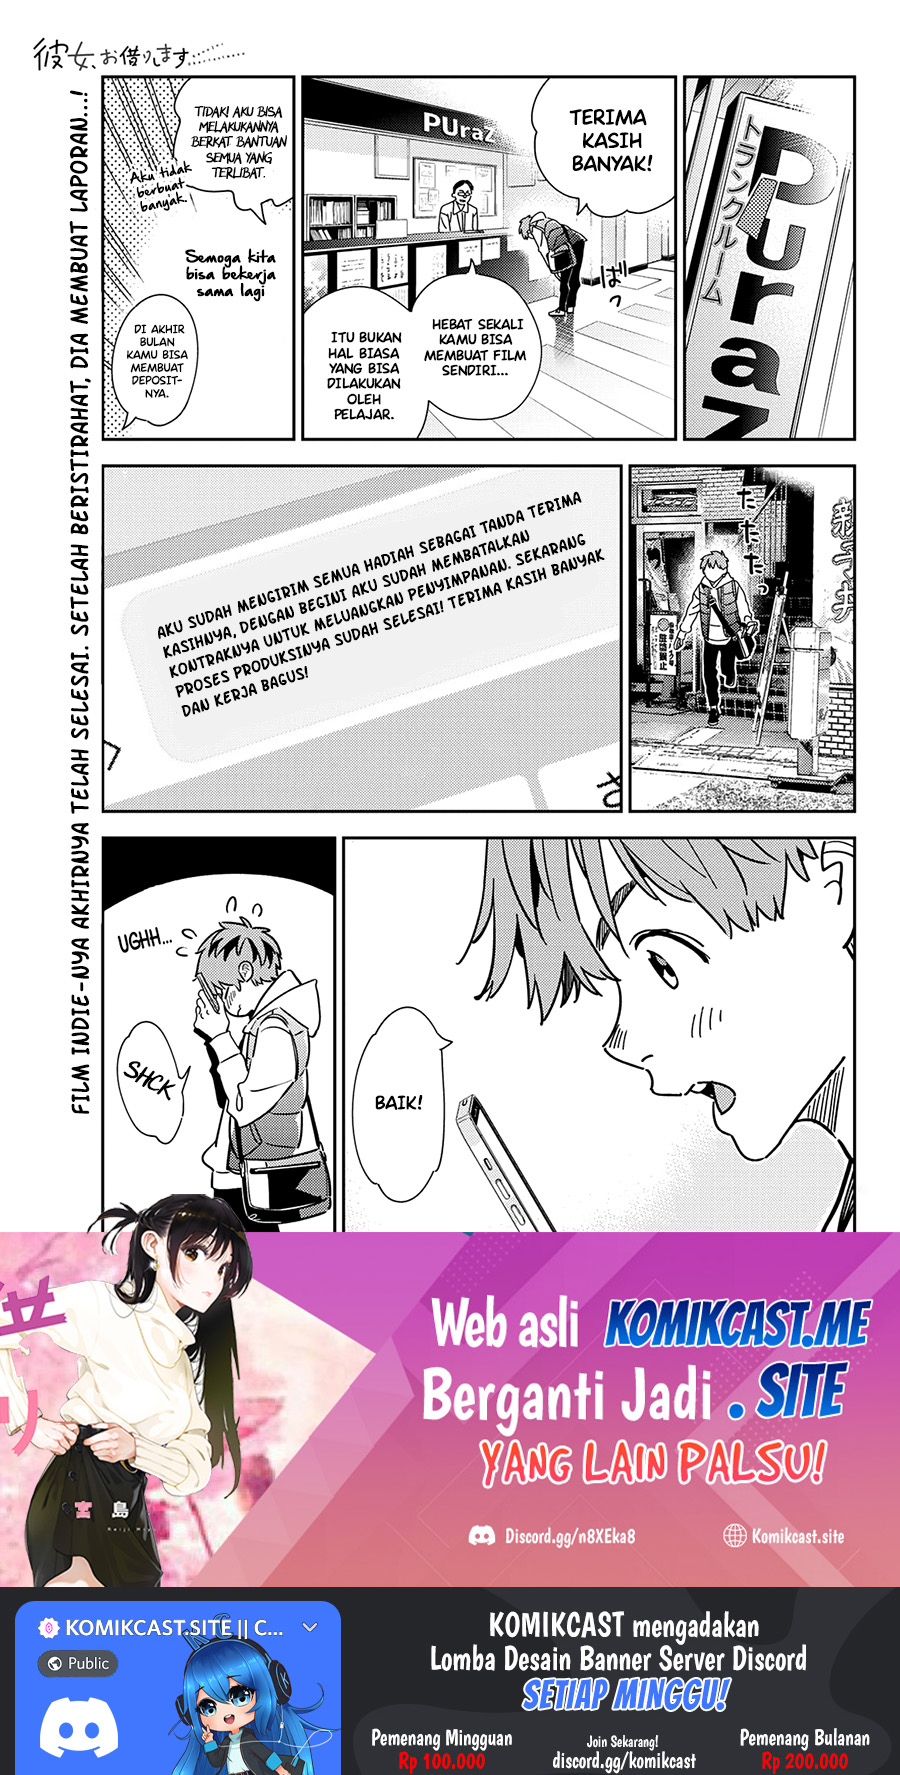 彼女、お借りします
FILM INDIE-NYA AKHIRNYA TELAH SELESAI. SETELAH BERISTIRAHAT, DIA MEMBUAT LAPORAN...!
トランクルーム
PuraZ
TERIMA
KASIH
BANYAK!
PUraZ
ばっ
HEBAT SEKALI
KAMU BISA
MEMBUAT FILM
SENDIRI...
ITU BUKAN
HAL BIASA
YANG BISA
DILAKUKAN
OLEH
PELAJAR.
TIDAK! AKU BISA
MELAKUKANNYA
BERKAT BANTUAN
SEMUA YANG
TERLIBAT.
Aku tidak
berbuat
banyak.
Semoga kita
bisa bekerja
sama lagi
DI AKHIR
BULAN
KAMU BISA
MEMBUAT
DEPOSIT-
NYA.
たたたっ
AKU SUDAH MENGIRIM SEMUA HADIAH SEBAGAI TANDA TERIMA
KASIHNYA, DENGAN BEGINI AKU SUDAH MEMBATALKAN
KONTRAKNYA UNTUK MELUANGKAN PENYIMPANAN. SEKARANG
PROSES PRODUKSINYA SUDAH SELESAI! TERIMA KASIH BANYAK
DAN KERJA BAGUS!
さ
BAIK!
UGHH...
SHCK
Web asli KOMIKCAST.ME
Berganti Jadi .SITE
YANG LAIN PALSU!
宮島
Reiji Mi
Discord.gg/n8XEka8
Komikcast.site
KOMIKCAST.SITE || C...
Public
KOMIKCAST mengadakan
Lomba Desain Banner Server Discord
SETIAP MINGGU!
Pemenang Mingguan
Rp 100.000
Join Sekarang!
discord.gg/komikcast
Pemenang Bulanan
Rp 200.000